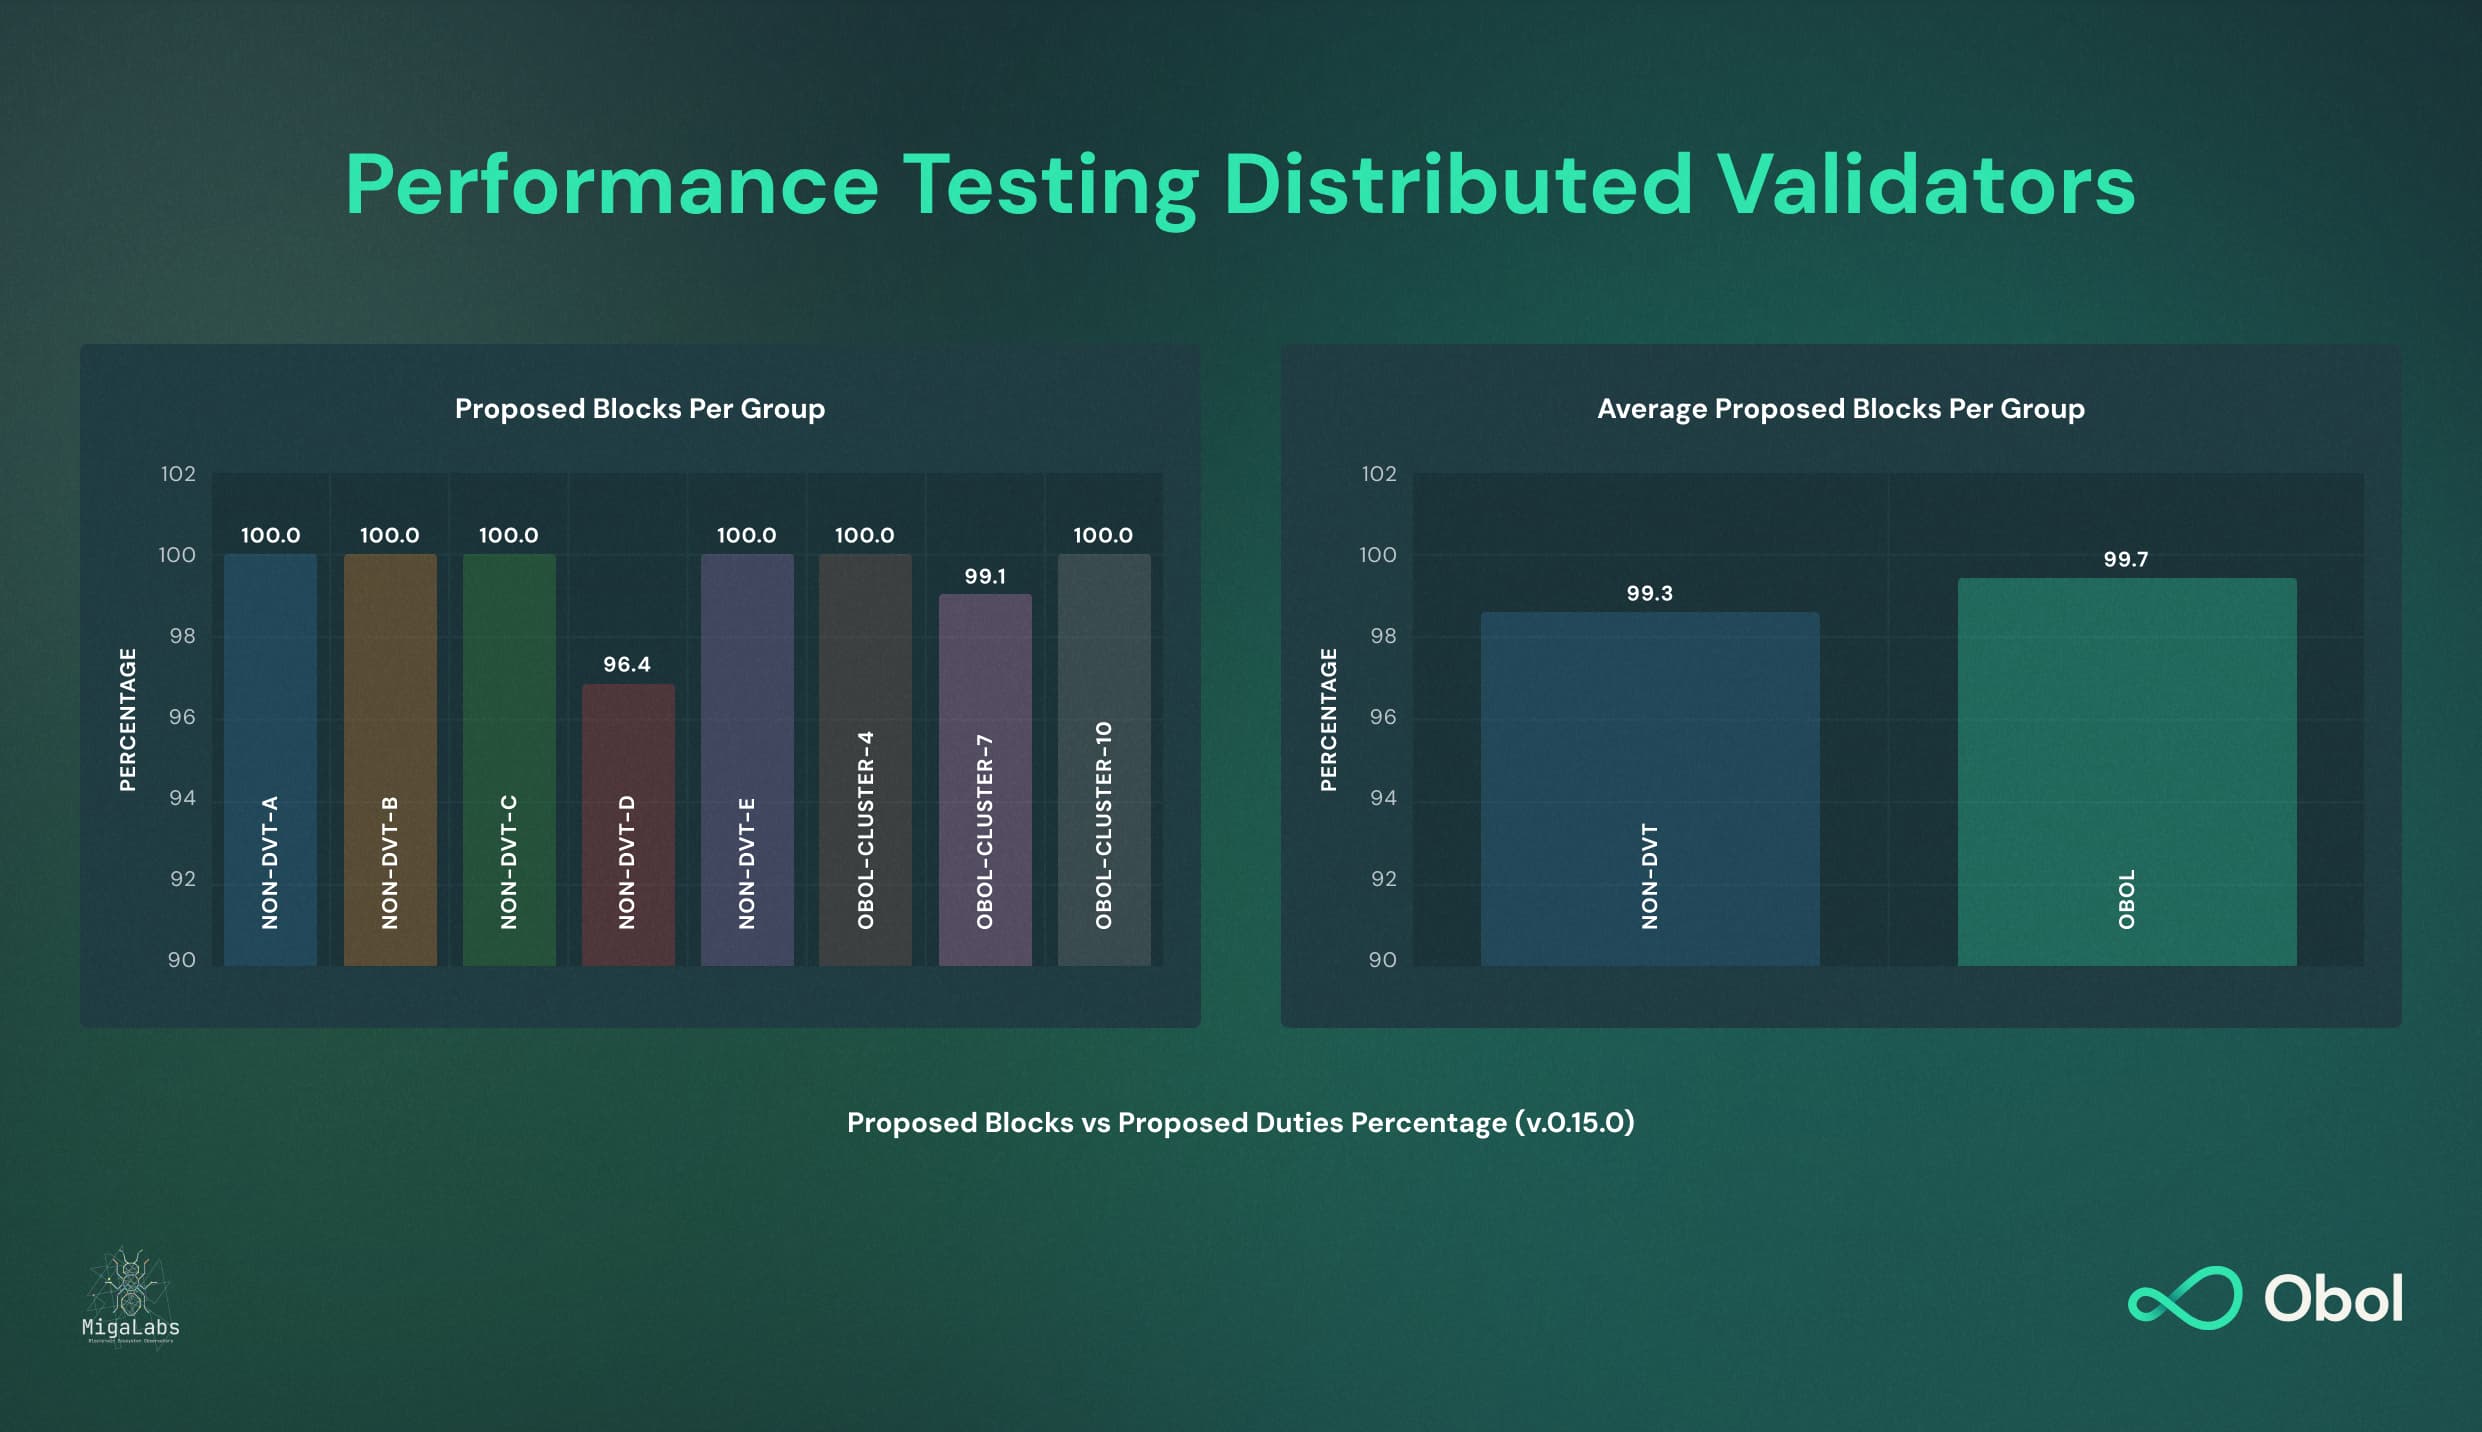 Performance Testing Distributed Validators
Proposed Blocks Per Group
PERCENTAGE
102
100
98
96
94
92
90
100.0
100.0
100.0
96.4
100.0
100.0
99.1
100.0
NON-DVT-A
NON-DVT-B
NON-DVT-C
NON-DVT-D
NON-DVT-E
OBOL-CLUSTER-4
OBOL-CLUSTER-7
OBOL-CLUSTER-10
Average Proposed Blocks Per Group
PERCENTAGE
102
100
98
96
94
92
90
99.3
99.7
NON-DVT
OBOL
Proposed Blocks vs Proposed Duties Percentage (v.0.15.0)
MigaLabs
Obol